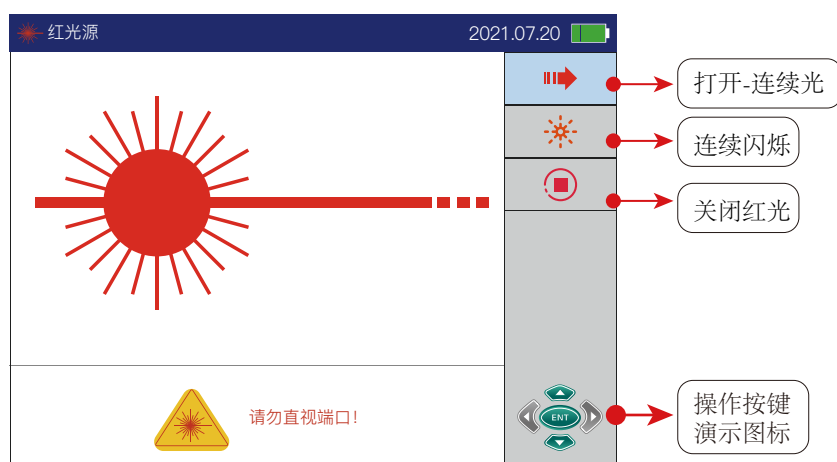 红光源
2021.07.20
打开-连续光
连续闪烁
关闭红光
请勿直视端口!
ENT
操作按键
演示图标